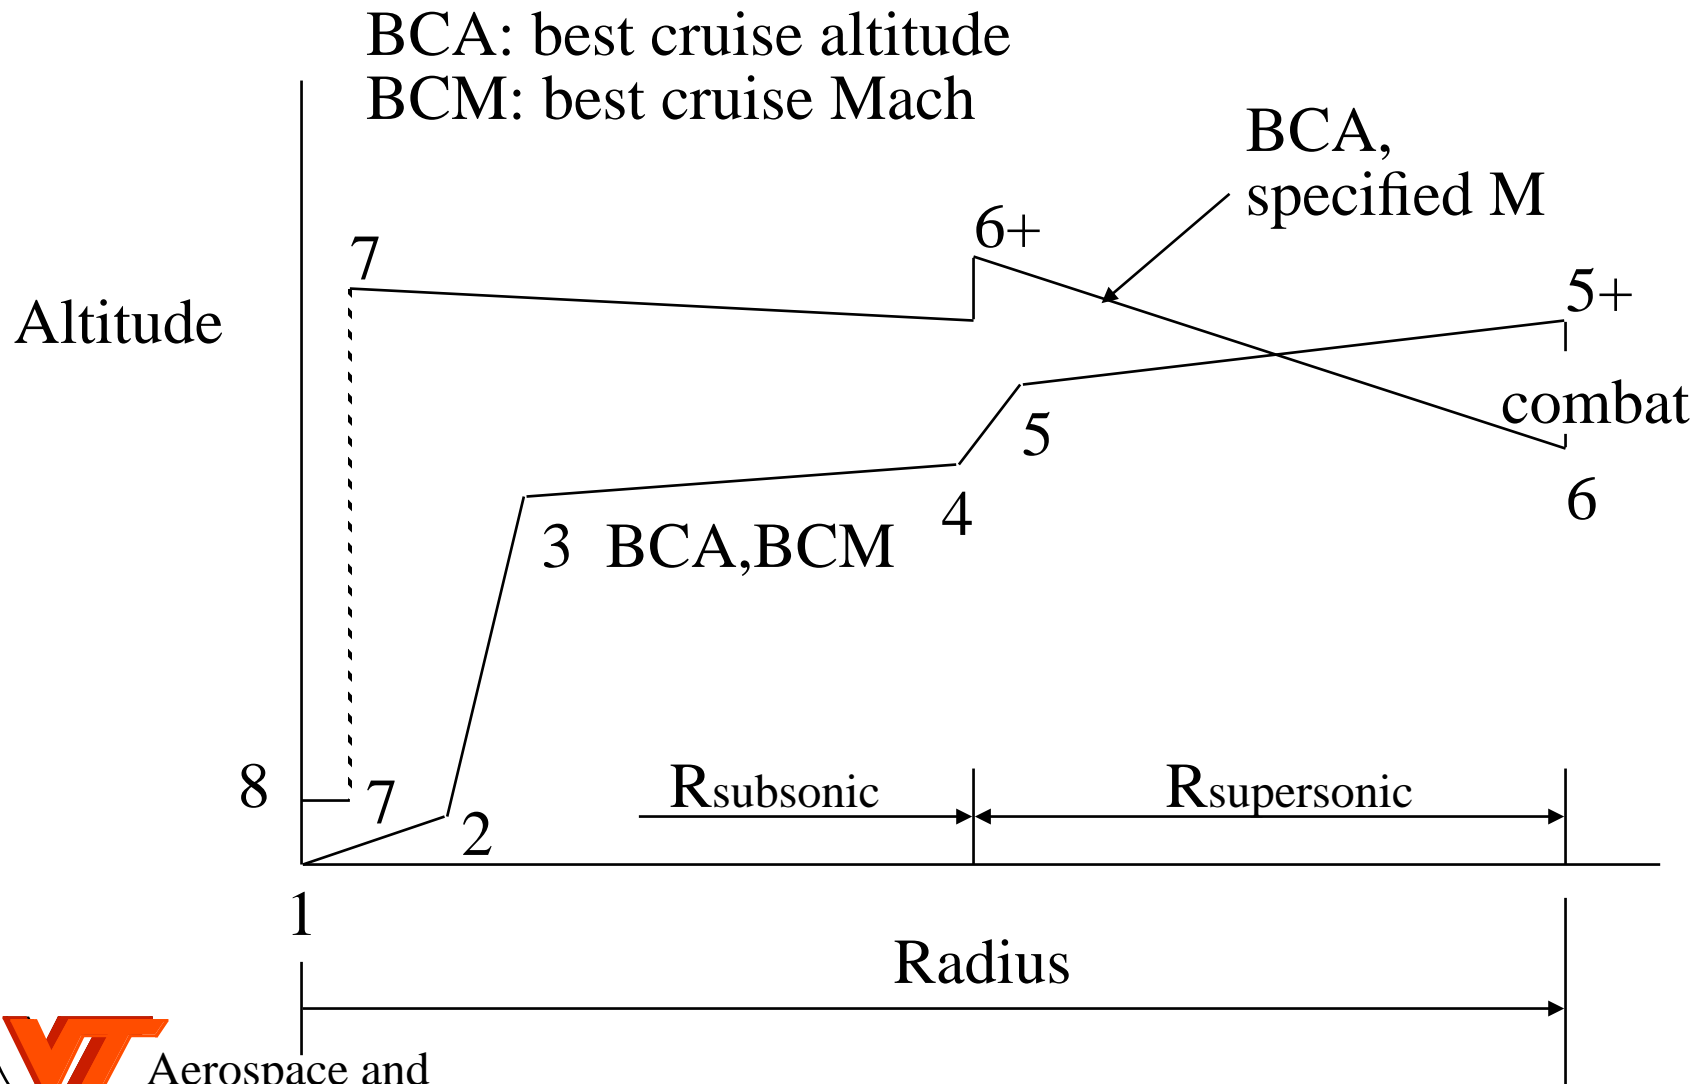 BCA: best cruise altitude
BCM: best cruise Mach
BCA,
specified M
6+
7
5+
Altitude
combat
5
6
4
3 BCA,BCM
8
7
2
Rsubsonic
Rsupersonic
1
Radius
VT
Aerospace and